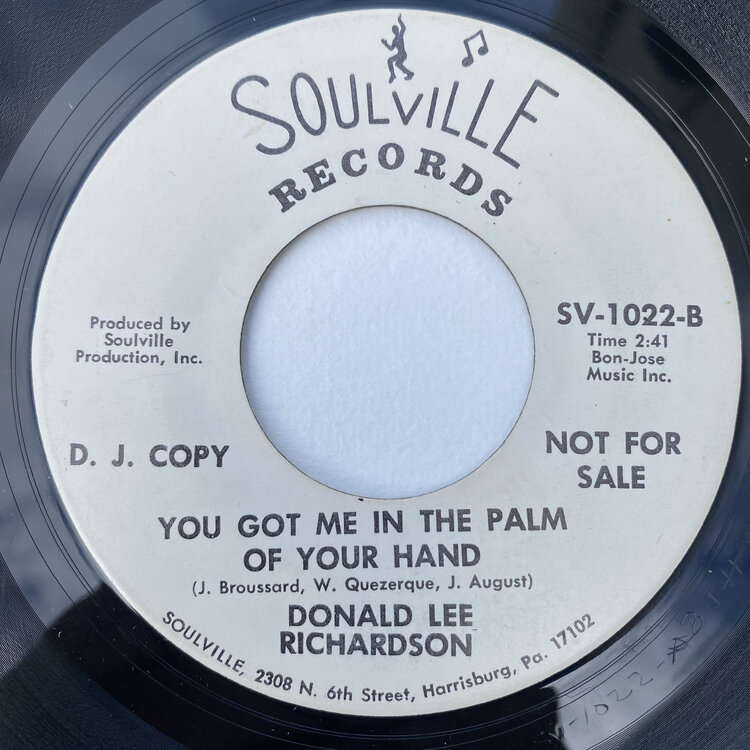 SOULVILLE
RECORDS
Produced by
Soulville
Production, Inc.
SV-1022-B
Time 2:41
Bon-Jose
Music Inc.
D. J. COPY
NOT FOR
SALE
YOU GOT ME IN THE PALM
OF YOUR HAND
(J. Broussard, W. Quezerque, J. August)
DONALD LEE
RICHARDSON
SOULVILLE, 2308 N. 6th Street, Harrisburg, Pa. 17102